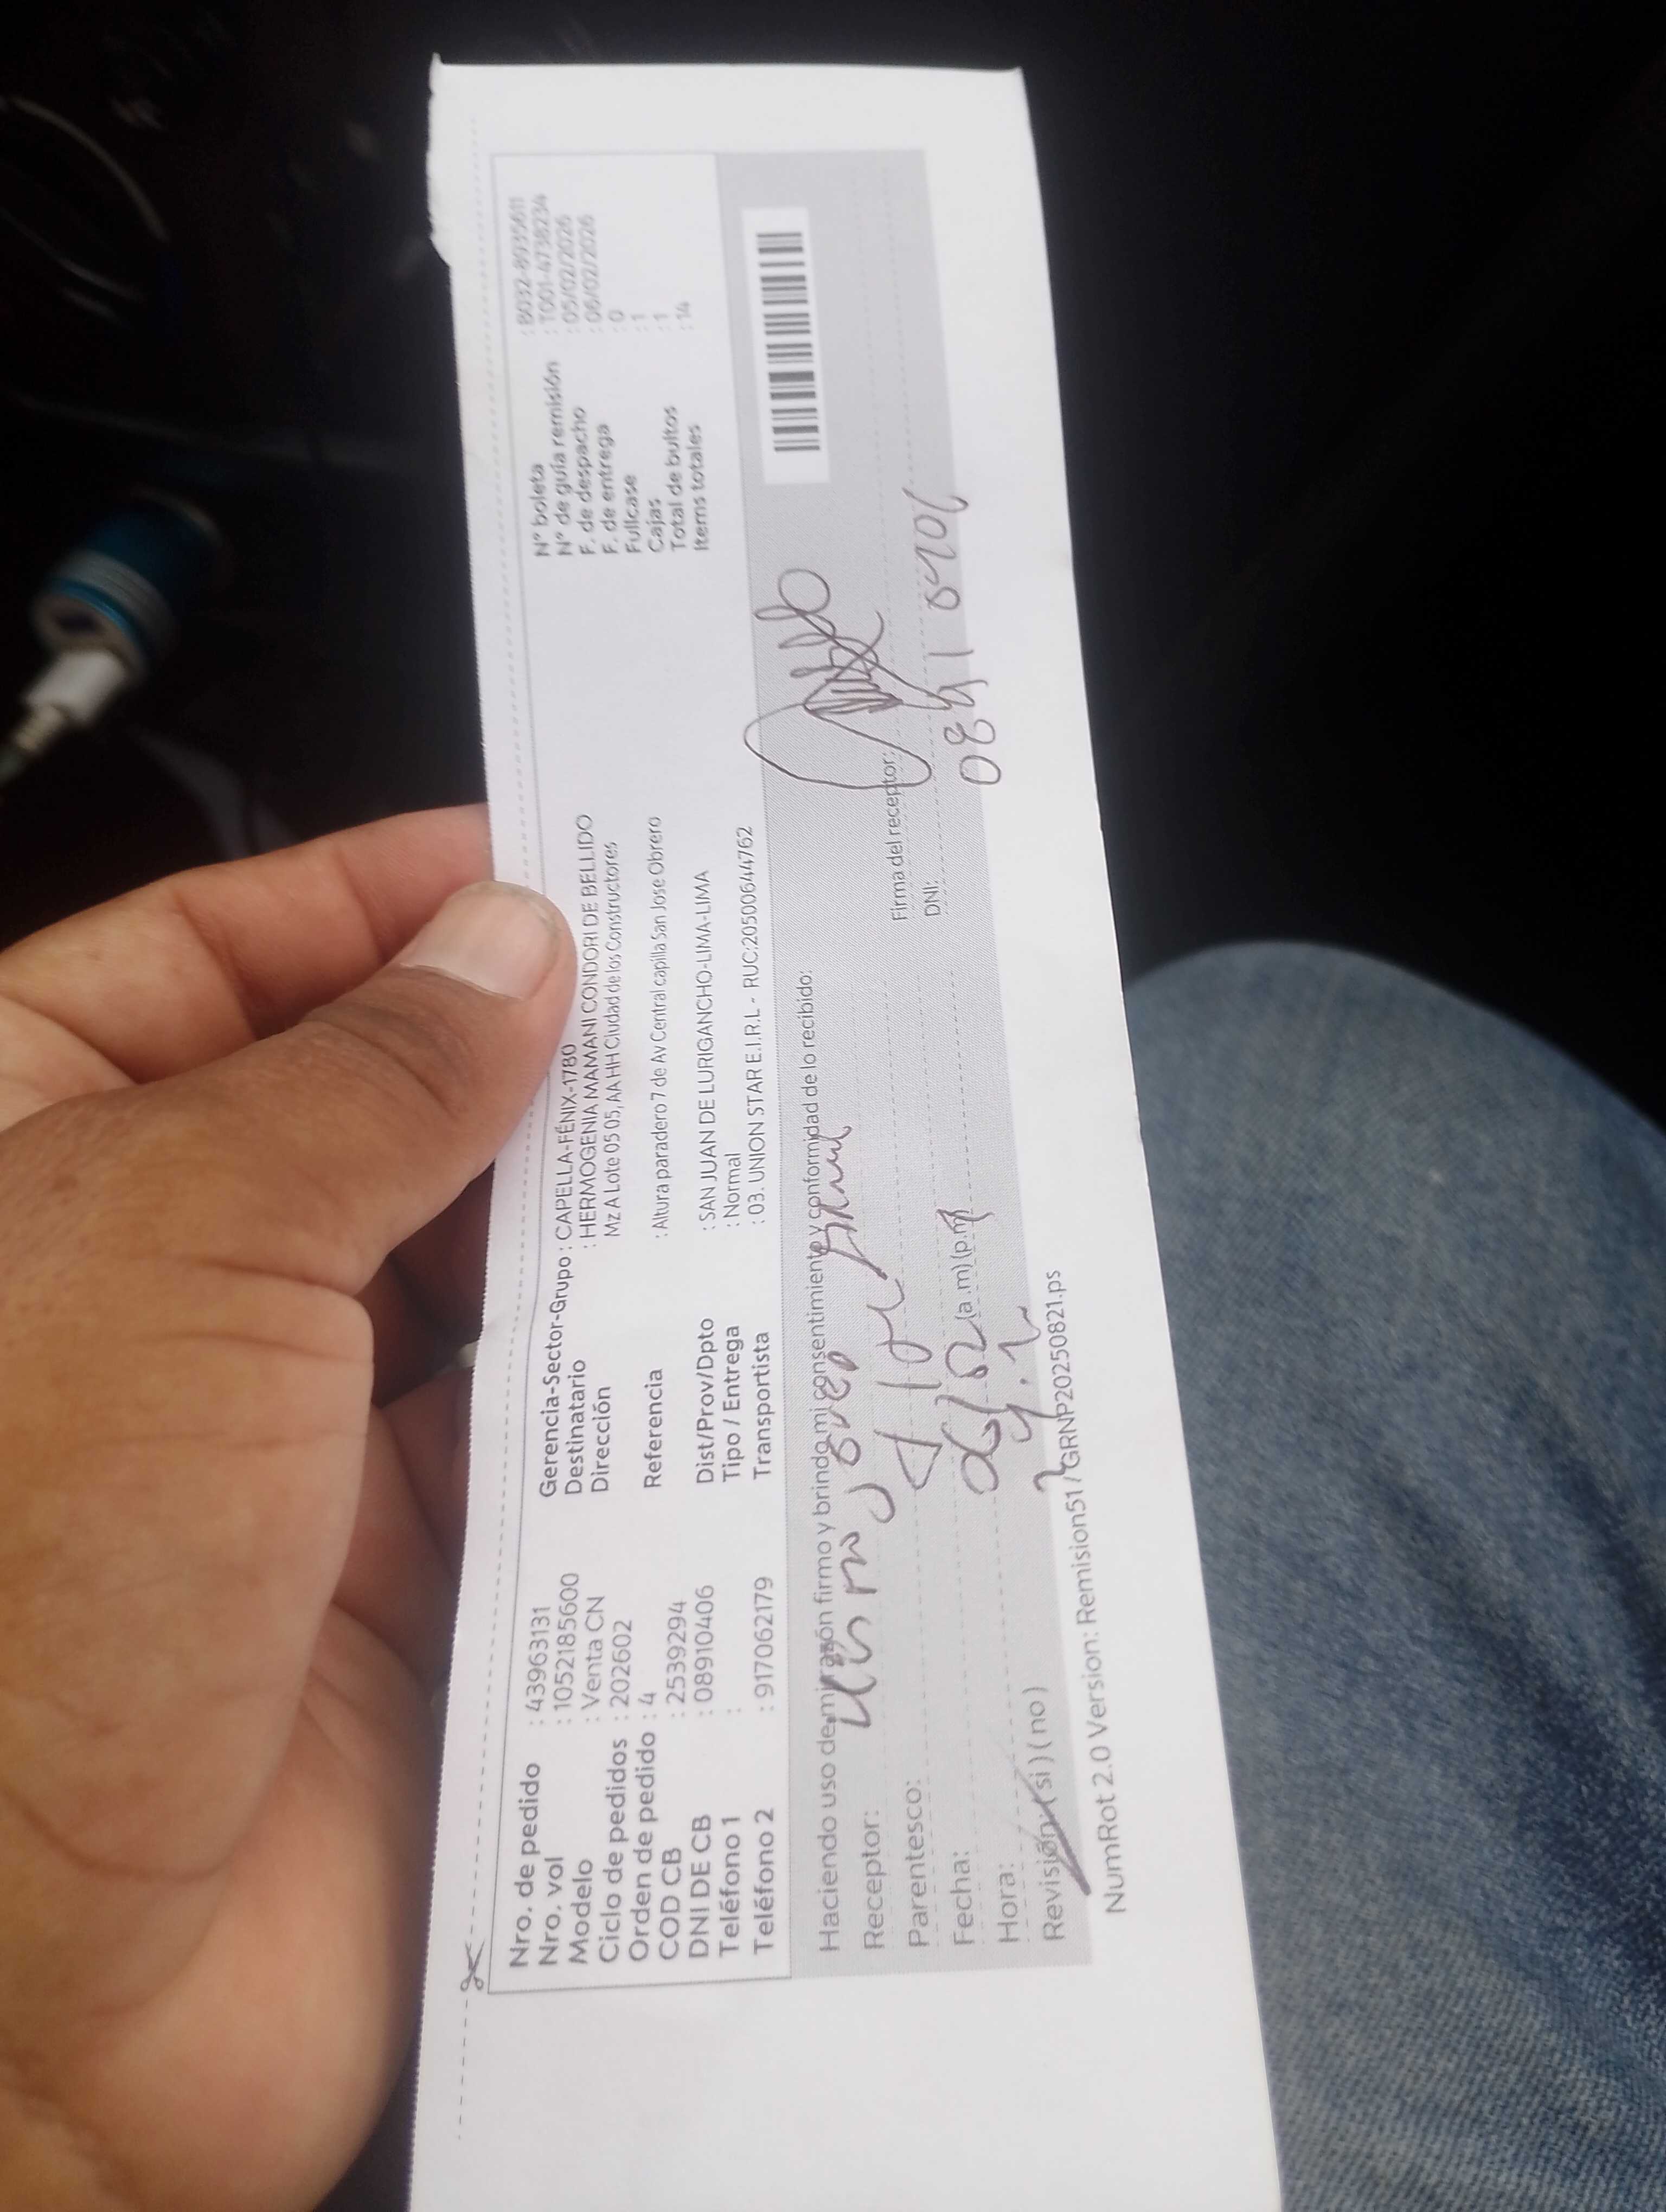 Nro. de pedido : 43963131
Nro. vol : 1052185600
Modelo : Venta CN
Ciclo de pedidos : 202602
Orden de pedido : 4
COD CB : 2539294
DNI DE CB : 08910406
Teléfono 1 :
Teléfono 2 : 917062179
Gerencia-Sector-Grupo : CAPELLA-FÉNIX-1780
Destinatario : HERMOGENIA MAMANI CONDORI DE BELLIDO
Dirección Mz A Lote 05 05, AA HH Ciudad de los Constructores
Referencia : Altura paradero 7 de Av Central capilla San Jose Obrero
Dist/Prov/Dpto : SAN JUAN DE LURIGANCHO-LIMA-LIMA
Tipo / Entrega : Normal
Transportista : 03. UNION STAR E.I.R.L - RUC:20500644762
N° boleta
N° de guía remisión : T001-4738234
F. de despacho : 05/02/2026
F. de entrega : 06/02/2026
Fullcase : 0
Cajas : 1
Total de bultos : 1
Items totales : 14
Haciendo uso de mi razón firmo y brindo mi consentimiento y conformidad de lo recibido:
Receptor:
Parentesco:
Fecha:
Hora: (a.m) (p.m)
Revisión: (si) (no)
Firma del receptor:
DNI:
NumRot 2.0 Version: Remision51 / GRNP20250821.ps